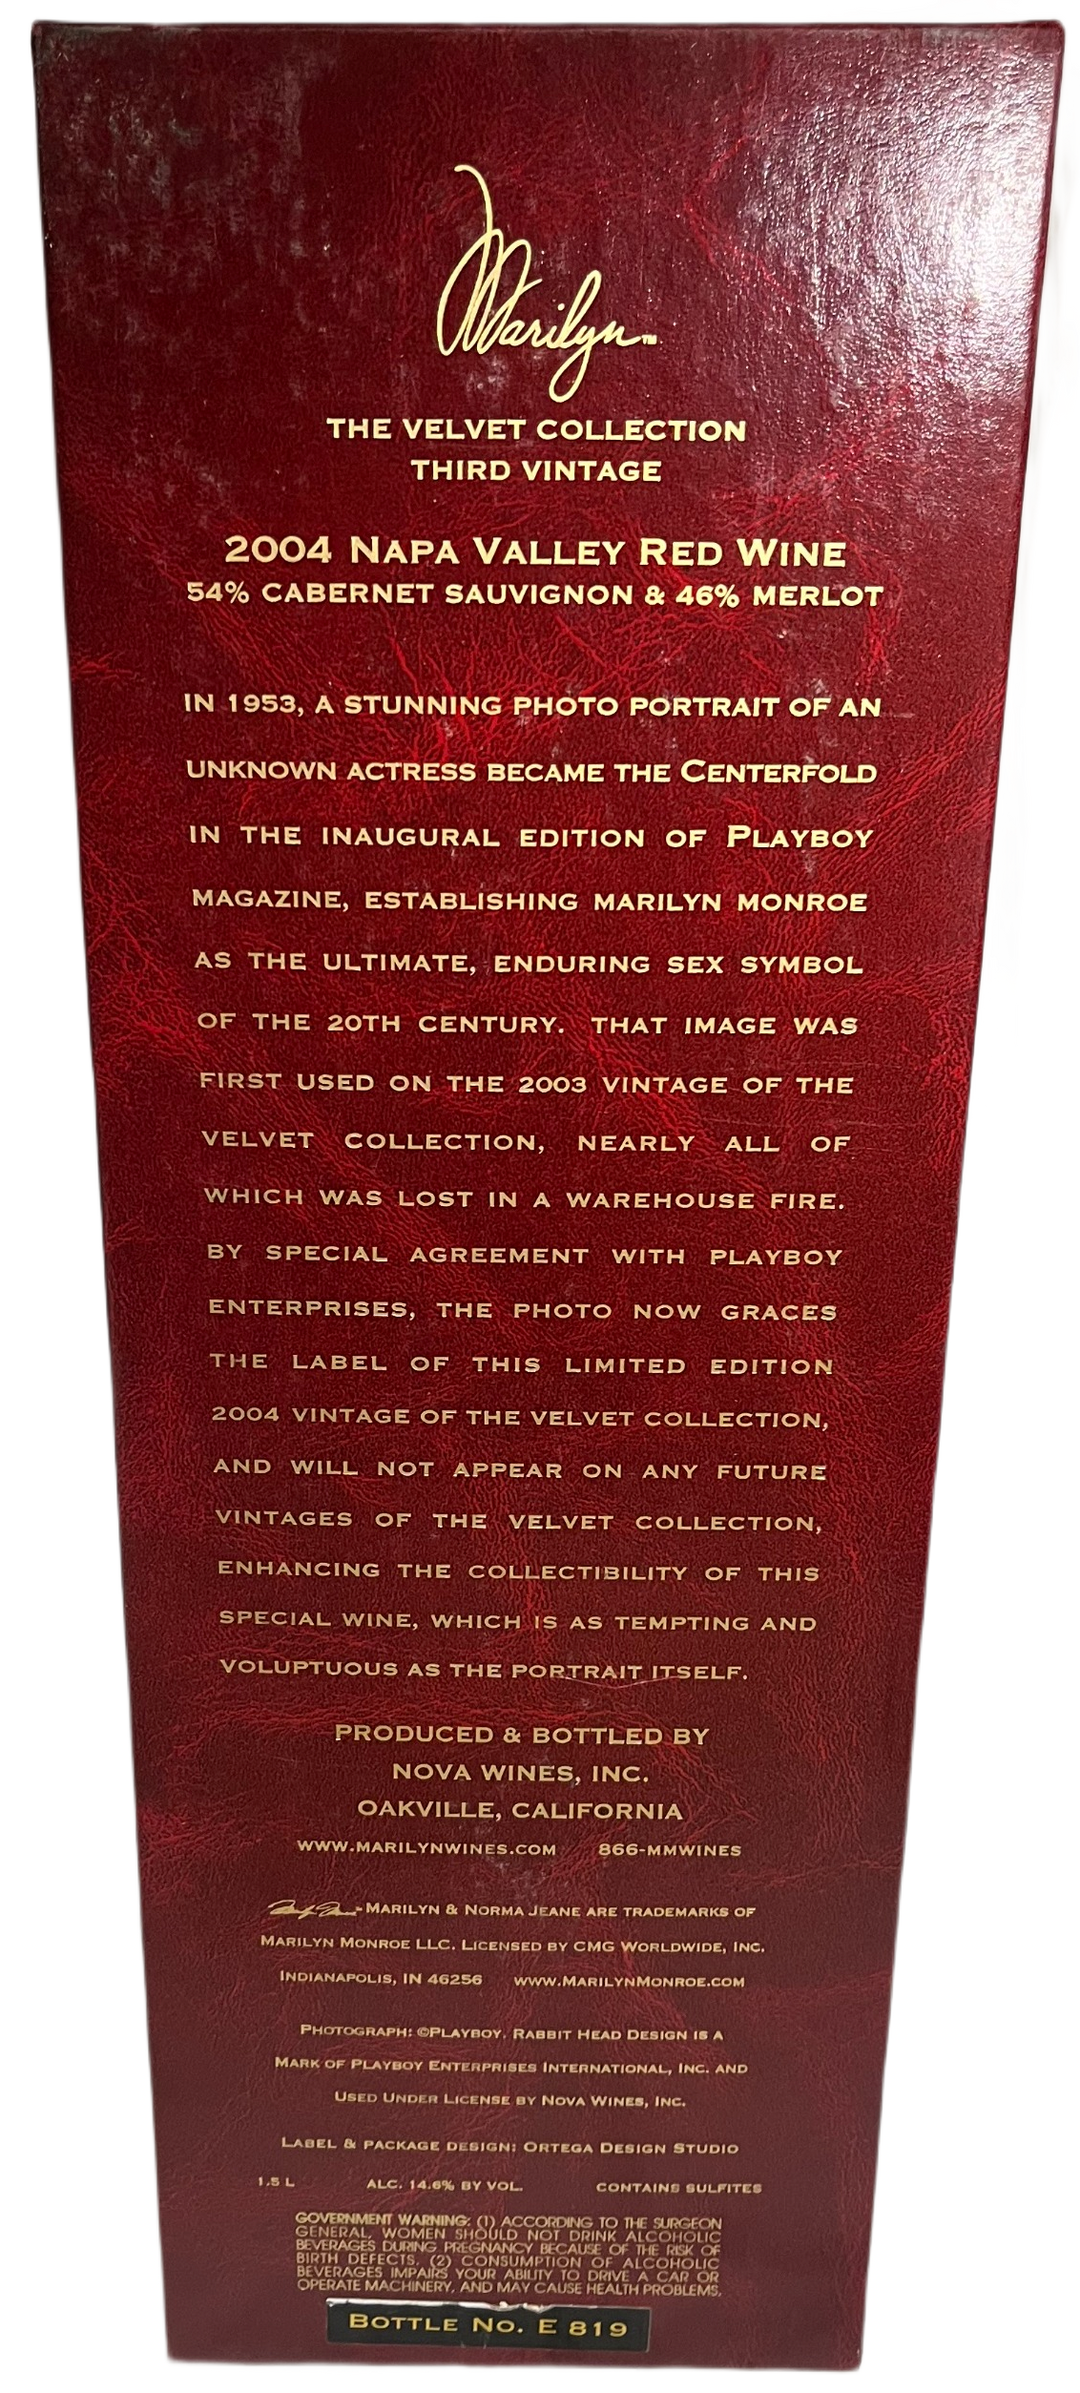 Marilyn™
THE VELVET COLLECTION
THIRD VINTAGE
2004 NAPA VALLEY RED WINE
54% CABERNET SAUVIGNON & 46% MERLOT
IN 1953, A STUNNING PHOTO PORTRAIT OF AN
UNKNOWN ACTRESS BECAME THE CENTERFOLD
IN THE INAUGURAL EDITION OF PLAYBOY
MAGAZINE, ESTABLISHING MARILYN MONROE
AS THE ULTIMATE, ENDURING SEX SYMBOL
OF THE 20TH CENTURY. THAT IMAGE WAS
FIRST USED ON THE 2003 VINTAGE OF THE
VELVET COLLECTION, NEARLY ALL OF
WHICH WAS LOST IN A WAREHOUSE FIRE.
BY SPECIAL AGREEMENT WITH PLAYBOY
ENTERPRISES, THE PHOTO NOW GRACES
THE LABEL OF THIS LIMITED EDITION
2004 VINTAGE OF THE VELVET COLLECTION,
AND WILL NOT APPEAR ON ANY FUTURE
VINTAGES OF THE VELVET COLLECTION,
ENHANCING THE COLLECTIBILITY OF THIS
SPECIAL WINE, WHICH IS AS TEMPTING AND
VOLUPTUOUS AS THE PORTRAIT ITSELF.
PRODUCED & BOTTLED BY
NOVA WINES, INC.
OAKVILLE, CALIFORNIA
WWW.MARILYNWINES.COM 866-MMWINES
MARILYN & NORMA JEANE ARE TRADEMARKS OF
MARILYN MONROE LLC. LICENSED BY CMG WORLDWIDE, INC.
INDIANAPOLIS, IN 46256 WWW.MARILYNMONROE.COM
PHOTOGRAPH: ©PLAYBOY. RABBIT HEAD DESIGN IS A
MARK OF PLAYBOY ENTERPRISES INTERNATIONAL, INC. AND
USED UNDER LICENSE BY NOVA WINES, INC.
LABEL & PACKAGE DESIGN: ORTEGA DESIGN STUDIO
1.5 L ALC. 14.6% BY VOL. CONTAINS SULFITES
GOVERNMENT WARNING: (1) ACCORDING TO THE SURGEON
GENERAL, WOMEN SHOULD NOT DRINK ALCOHOLIC
BEVERAGES DURING PREGNANCY BECAUSE OF THE RISK OF
BIRTH DEFECTS. (2) CONSUMPTION OF ALCOHOLIC
BEVERAGES IMPAIRS YOUR ABILITY TO DRIVE A CAR OR
OPERATE MACHINERY, AND MAY CAUSE HEALTH PROBLEMS.
BOTTLE NO. E 819